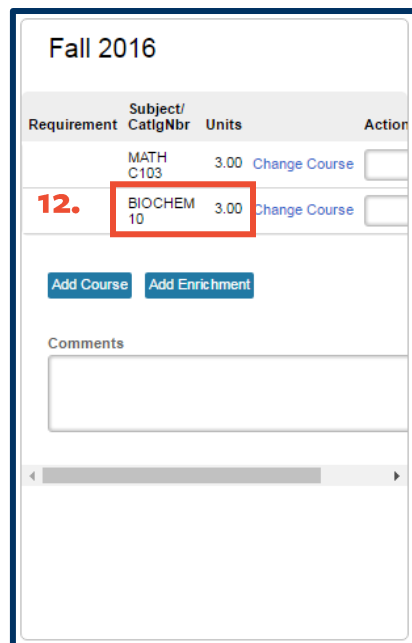 Fall 2016
Subject/
Requirement CatlgNbr Units Action
MATH
C103 3.00 Change Course
12. BIOCHEM
10 3.00 Change Course
Add Course Add Enrichment
Comments